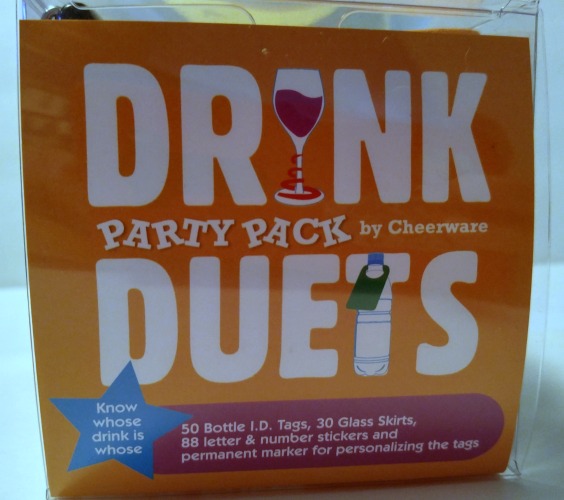 DRINK
PARTY PACK by Cheerware
DUETS
Know
whose
drink is
whose
50 Bottle I.D. Tags, 30 Glass Skirts,
88 letter & number stickers and
permanent marker for personalizing the tags